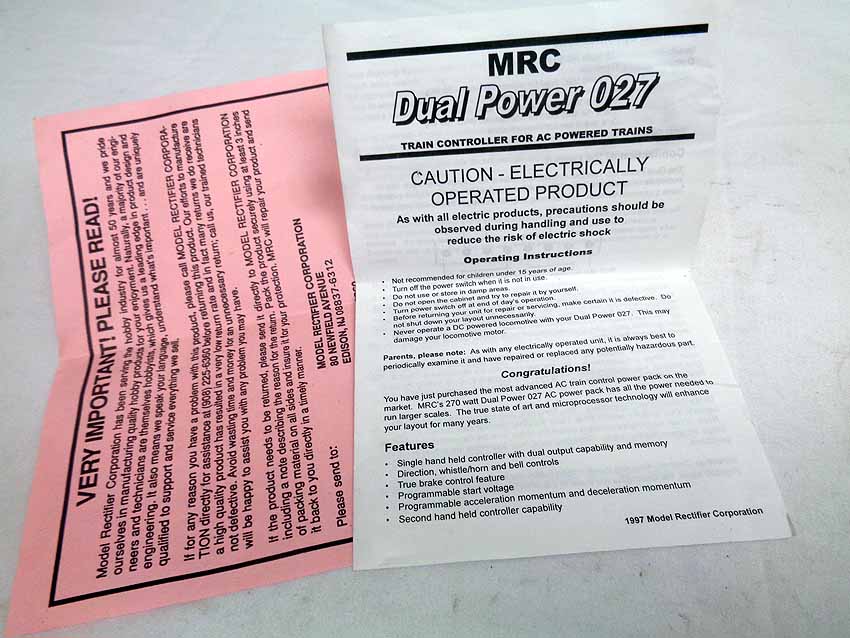 VERY IMPORTANT! PLEASE READ!
Model Rectifier Corporation has been serving the hobby industry for almost 50 years and we pride
ourselves in manufacturing quality hobby products for your enjoyment. Naturally, a majority of our engi-
neers and technicians are themselves hobbyists, which gives us a leading edge in product design and
engineering. It also means we speak your language, understand what's important . . . and are uniquely
qualified to support and service everything we sell.
If for any reason you have a problem with this product, please call MODEL RECTIFIER CORPORA-
TION directly for assistance at (908) 225-6360 before returning this product. Our efforts to manufacture
a high quality product has resulted in a very low return rate and in fact many returns we do receive are
not defective. Avoid wasting time and money for an unnecessary return; call us, our trained technicians
will be happy to assist you with any problem you may have.
If the product needs to be returned, please send it directly to MODEL RECTIFIER CORPORATION
including a note describing the reason for the return. Pack the product securely using at least 3 inches
of packing material on all sides and insure it for your protection. MRC will repair your product and send
it back to you directly in a timely manner.
Please send to:
MODEL RECTIFIER CORPORATION
80 NEWFIELD AVENUE
EDISON, NJ 08837-6312
MRC
Dual Power 027
TRAIN CONTROLLER FOR AC POWERED TRAINS
CAUTION - ELECTRICALLY
OPERATED PRODUCT
As with all electric products, precautions should be
observed during handling and use to
reduce the risk of electric shock
Operating Instructions
• Not recommended for children under 15 years of age.
• Turn off the power switch when it is not in use.
• Do not use or store in damp areas.
• Do not open the cabinet and try to repair it by yourself.
• Turn power switch off at end of day's operation.
• Before returning your unit for repair or servicing, make certain it is defective. Do
not shut down your layout unnecessarily.
• Never operate a DC powered locomotive with your Dual Power 027. This may
damage your locomotive motor.
Parents, please note: As with any electrically operated unit, it is always best to
periodically examine it and have repaired or replaced any potentially hazardous part.
Congratulations!
You have just purchased the most advanced AC train control power pack on the
market. MRC's 270 watt Dual Power 027 AC power pack has all the power needed to
run larger scales. The true state of art and microprocessor technology will enhance
your layout for many years.
Features
• Single hand held controller with dual output capability and memory
• Direction, whistle/horn and bell controls
• True brake control feature
• Programmable start voltage
• Programmable acceleration momentum and deceleration momentum
• Second hand held controller capability
1997 Model Rectifier Corporation